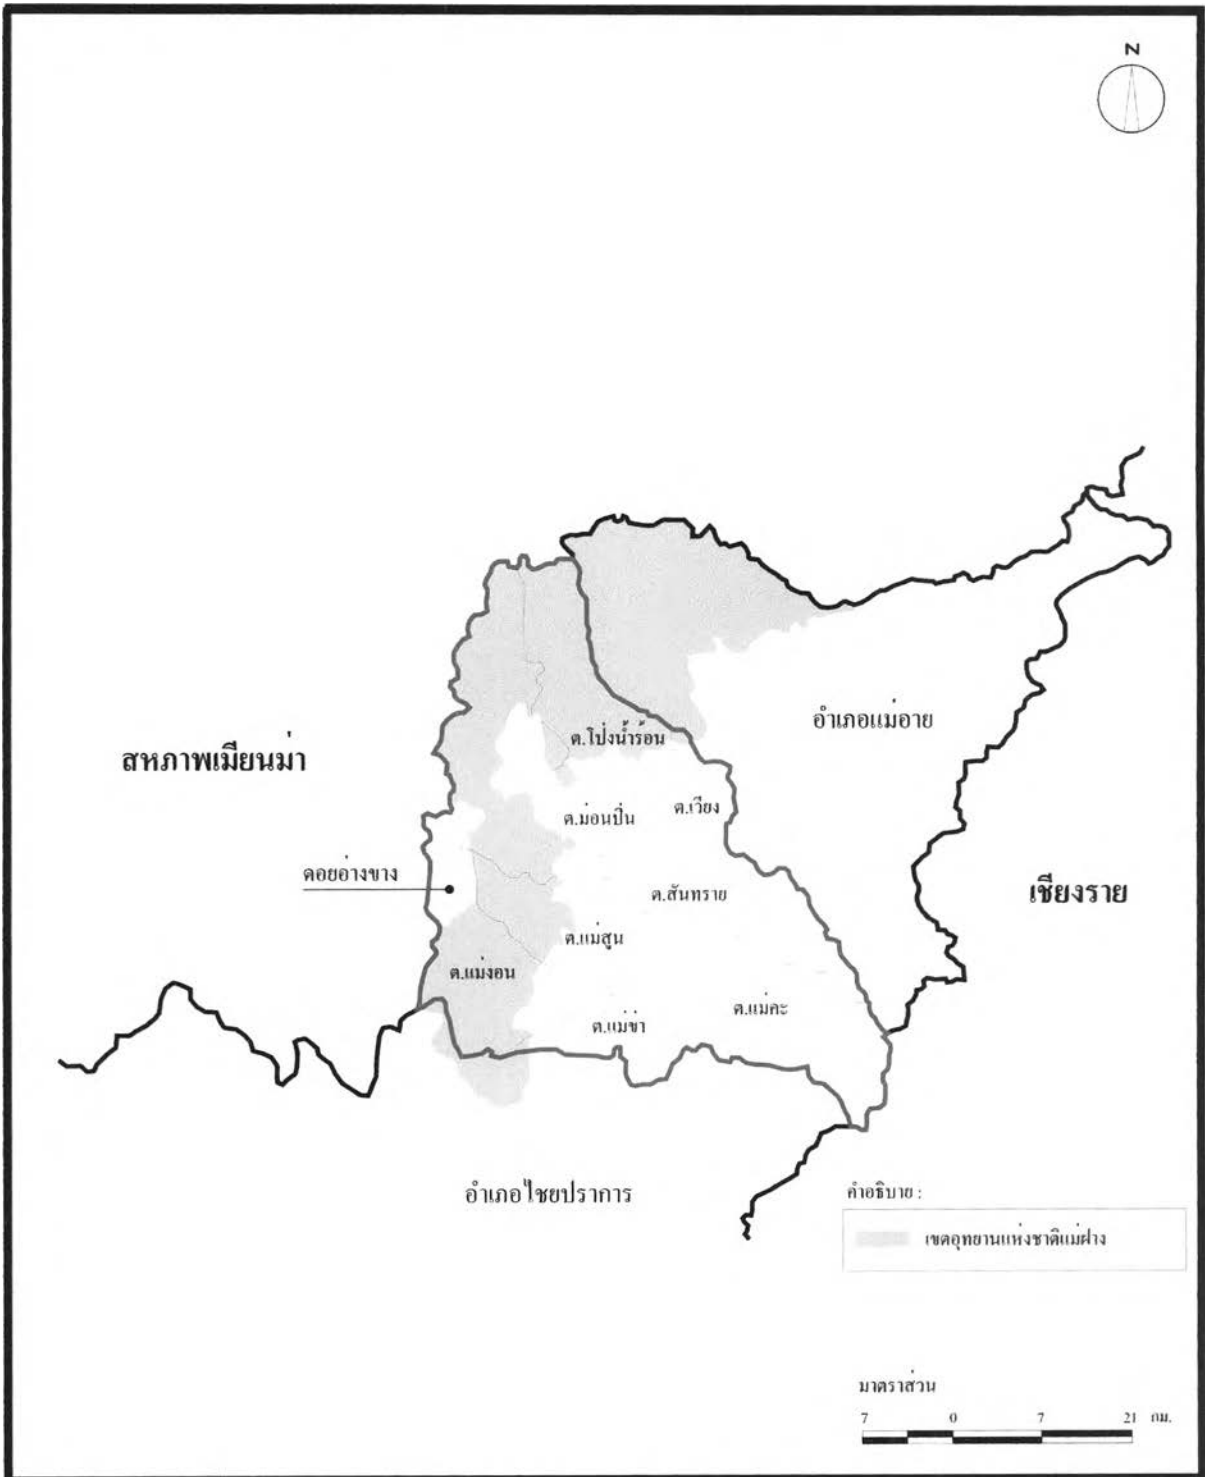 N
อำเภอแม่อาย
ต.โป่งน้ำร้อน
สหภาพเมียนม่า
ต.เวียง
ต.ม่อนปิ่น
ดอยอ่างขาง
ต.สันทราย
เชียงราย
ต.แม่สูน
ต.แม่งอน
ต.แม่คะ
ต.แม่ข่า
อำเภอไชยปราการ
คำอธิบาย :
เขตอุทยานแห่งชาติแม่ฝาง
มาตราส่วน
7 0 7 21 กม.